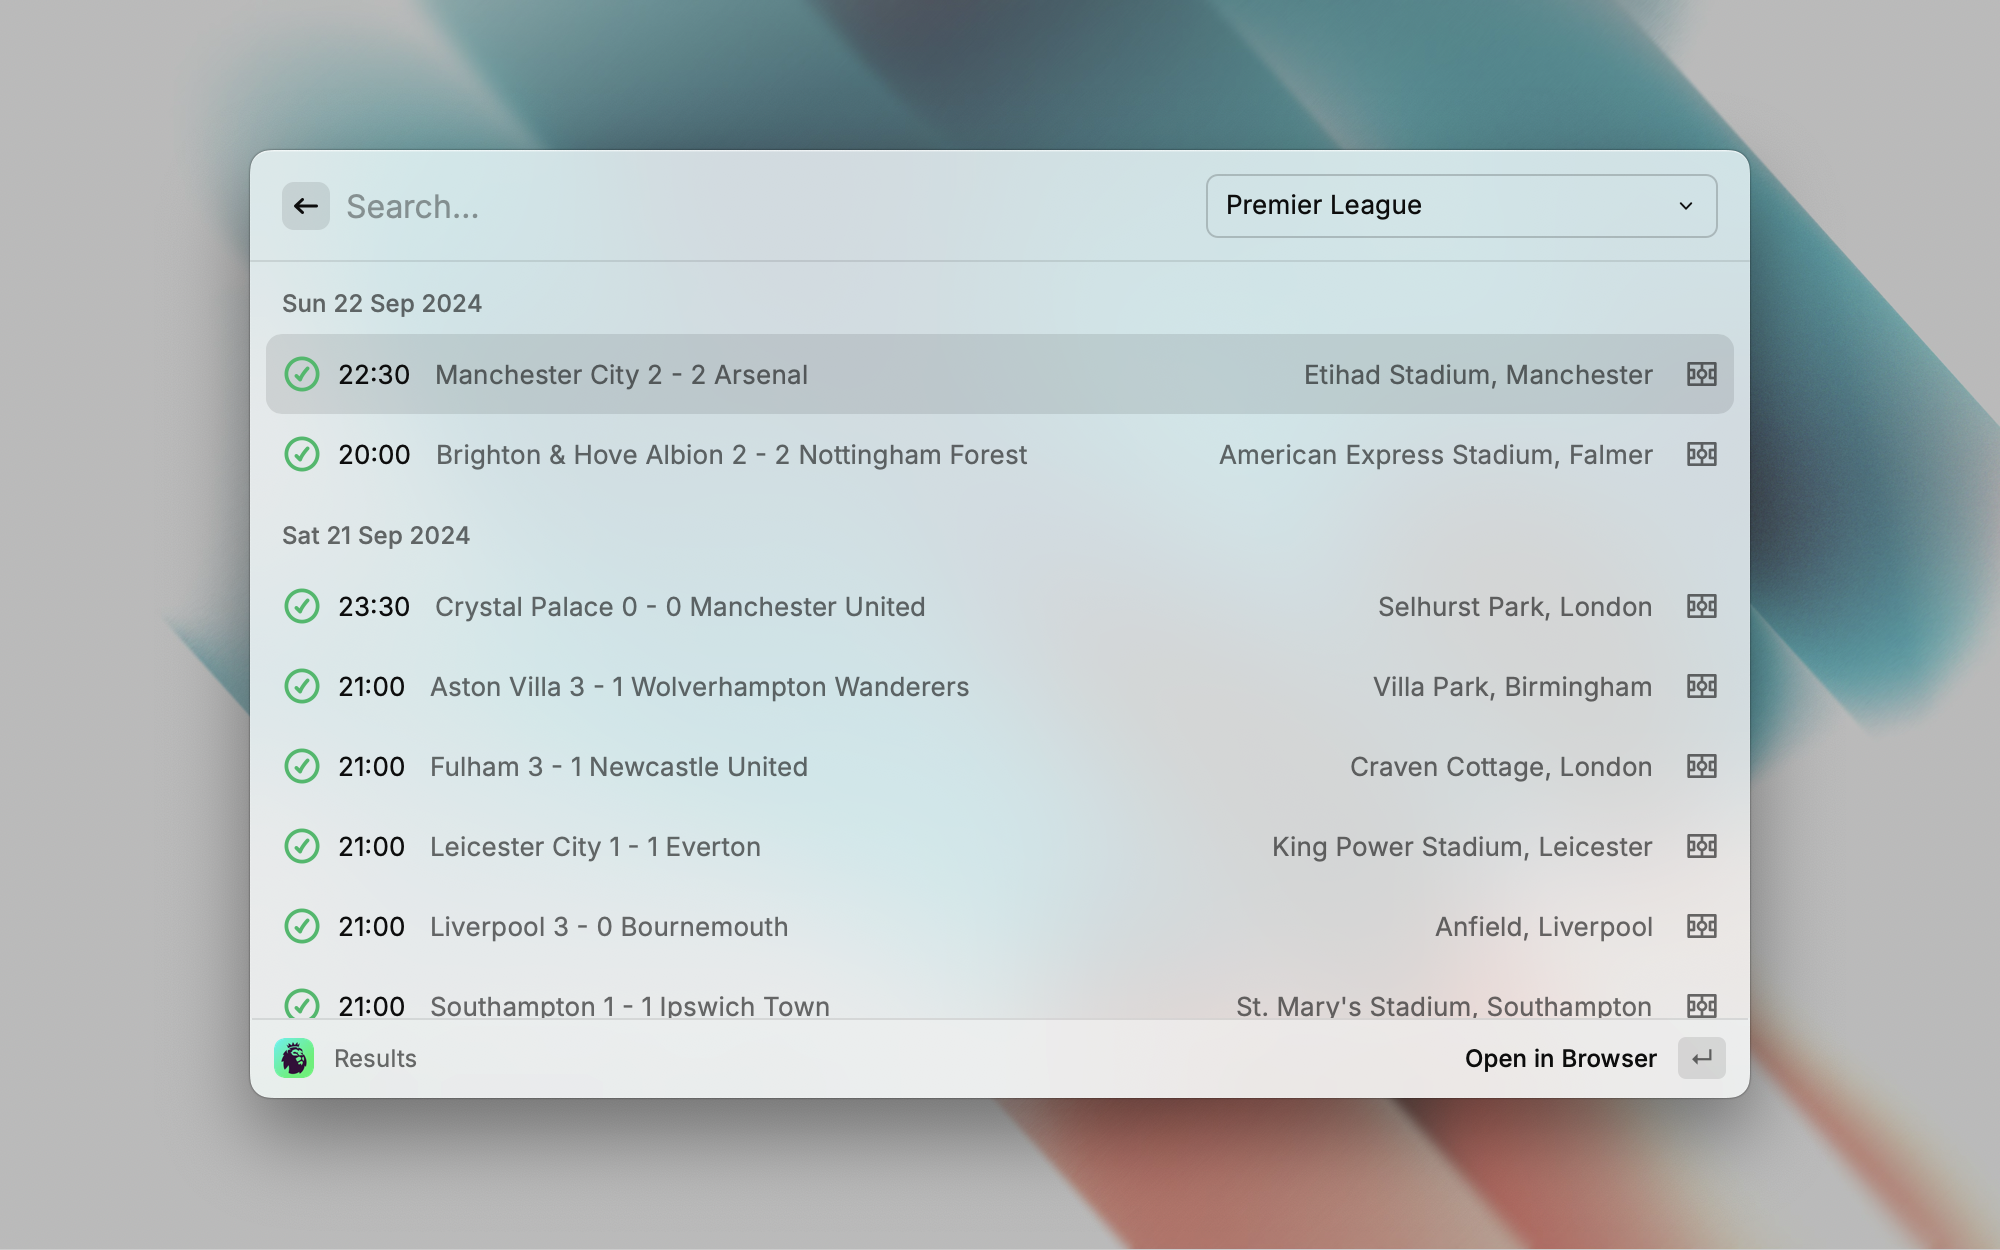 Search...
Premier League
Sun 22 Sep 2024
22:30 Manchester City 2 - 2 Arsenal Etihad Stadium, Manchester
20:00 Brighton & Hove Albion 2 - 2 Nottingham Forest American Express Stadium, Falmer
Sat 21 Sep 2024
23:30 Crystal Palace 0 - 0 Manchester United Selhurst Park, London
21:00 Aston Villa 3 - 1 Wolverhampton Wanderers Villa Park, Birmingham
21:00 Fulham 3 - 1 Newcastle United Craven Cottage, London
21:00 Leicester City 1 - 1 Everton King Power Stadium, Leicester
21:00 Liverpool 3 - 0 Bournemouth Anfield, Liverpool
21:00 Southampton 1 - 1 Ipswich Town St. Mary's Stadium, Southampton
Results Open in Browser